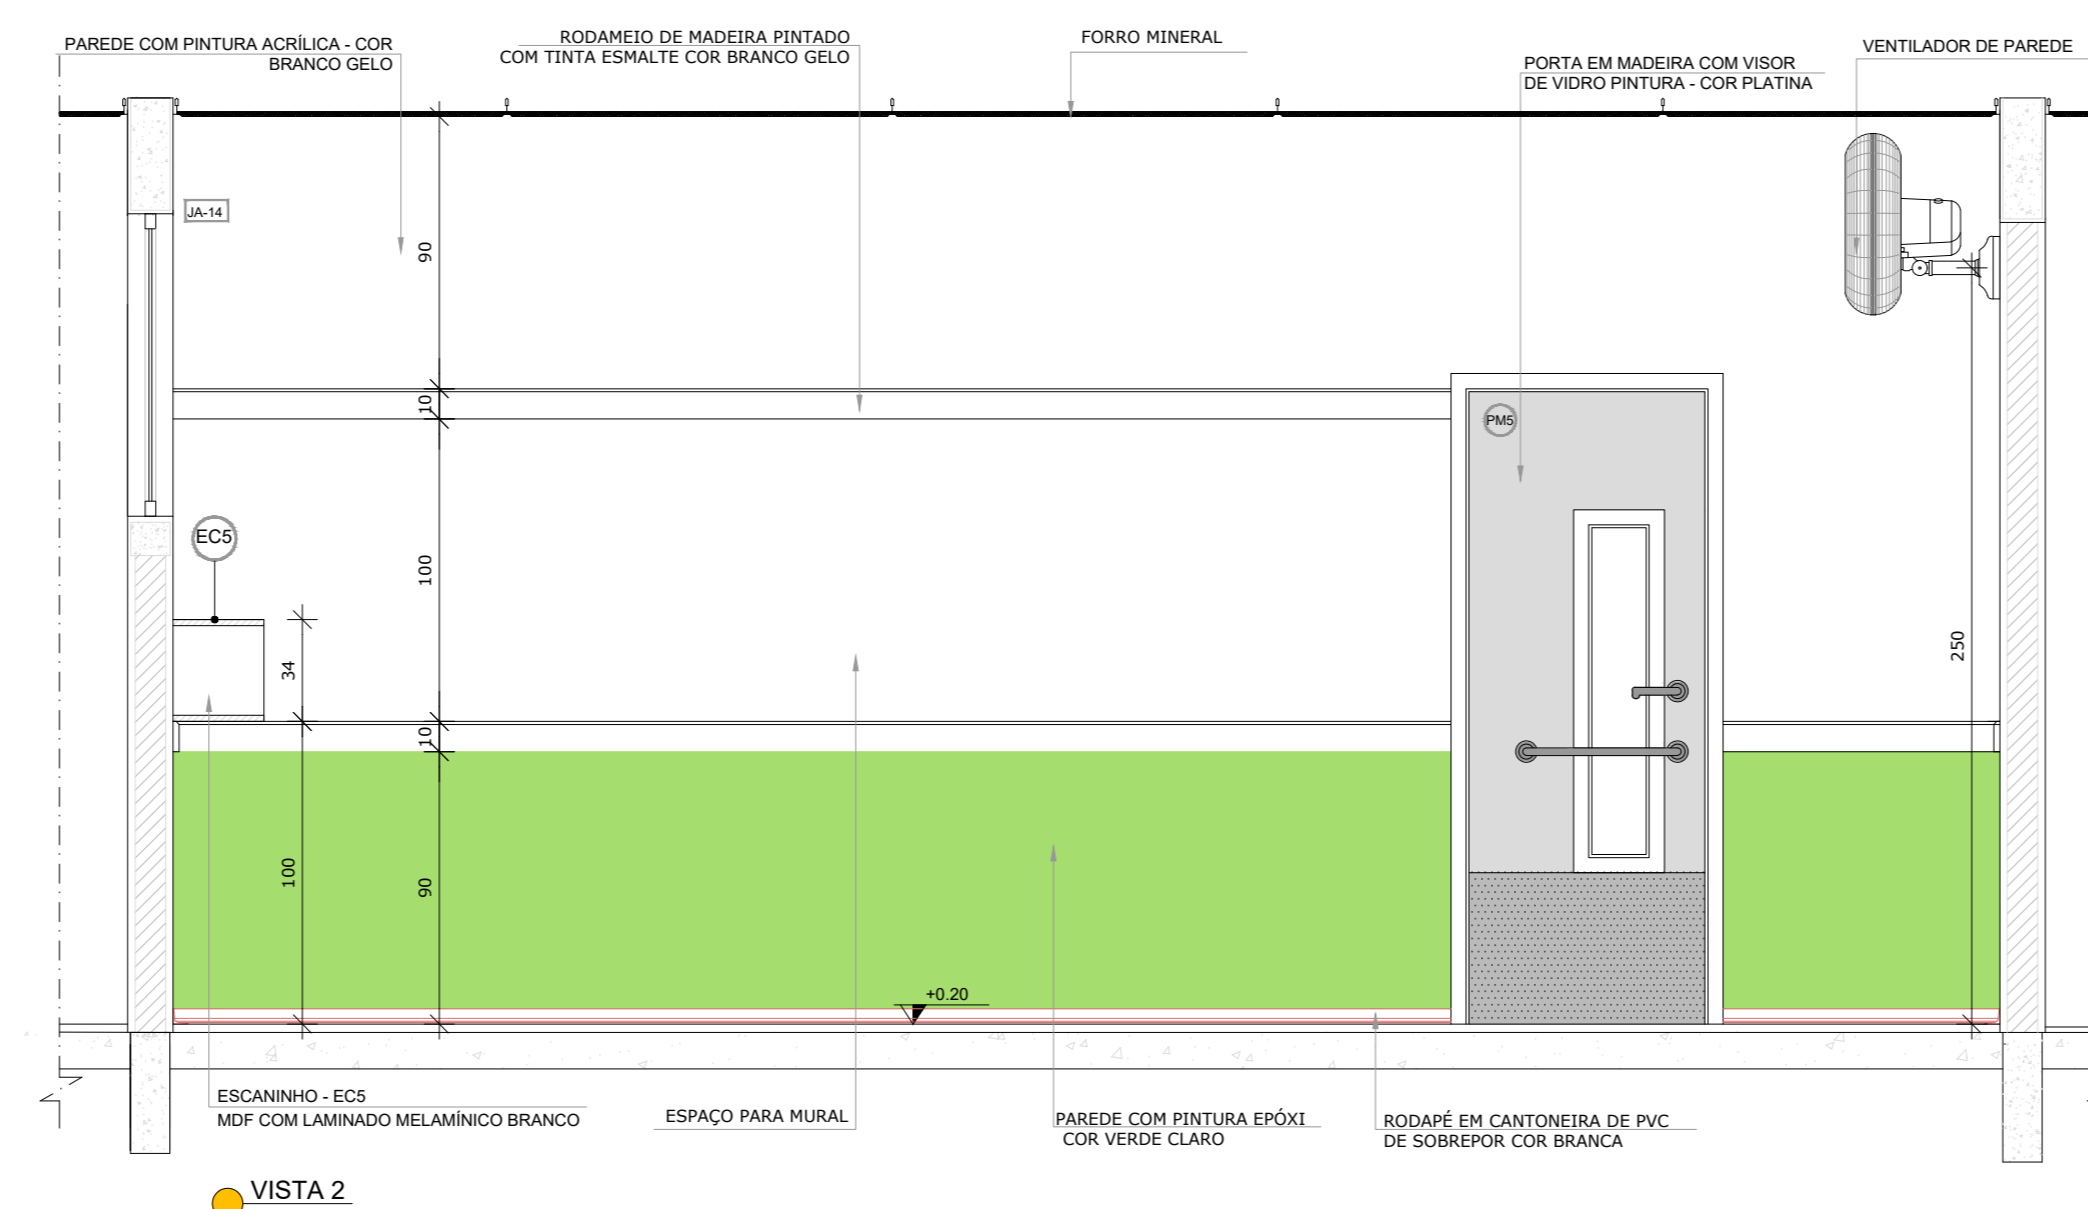 PAREDE COM PINTURA ACRÍLICA - COR
BRANCO GELO
RODAMEIO DE MADEIRA PINTADO
COM TINTA ESMALTE COR BRANCO GELO
FORRO MINERAL
PORTA EM MADEIRA COM VISOR
DE VIDRO PINTURA - COR PLATINA
VENTILADOR DE PAREDE
JA-14
90
10
PM5
EC5
100
34
250
10
100
90
+0.20
ESCANINHO - EC5
MDF COM LAMINADO MELAMÍNICO BRANCO
ESPAÇO PARA MURAL
PAREDE COM PINTURA EPÓXI
COR VERDE CLARO
RODAPÉ EM CANTONEIRA DE PVC
DE SOBREPOR COR BRANCA
VISTA 2